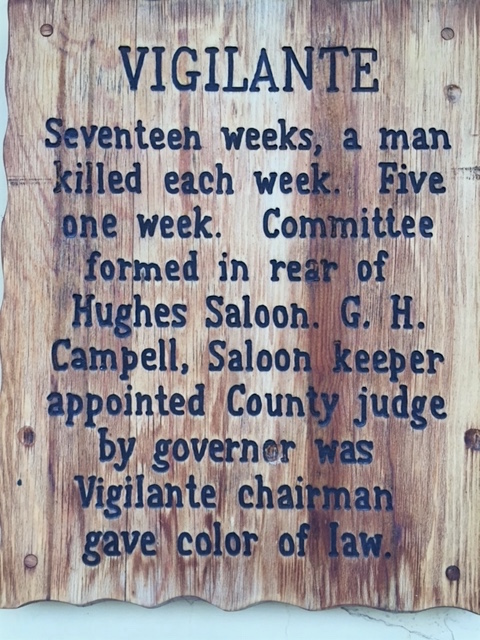 VIGILANTE
Seventeen weeks, a man
killed each week. Five
one week. Committee
formed in rear of
Hughes Saloon. G. H.
Campell, Saloon keeper
appointed County judge
by governor was
Vigilante chairman
gave color of law.